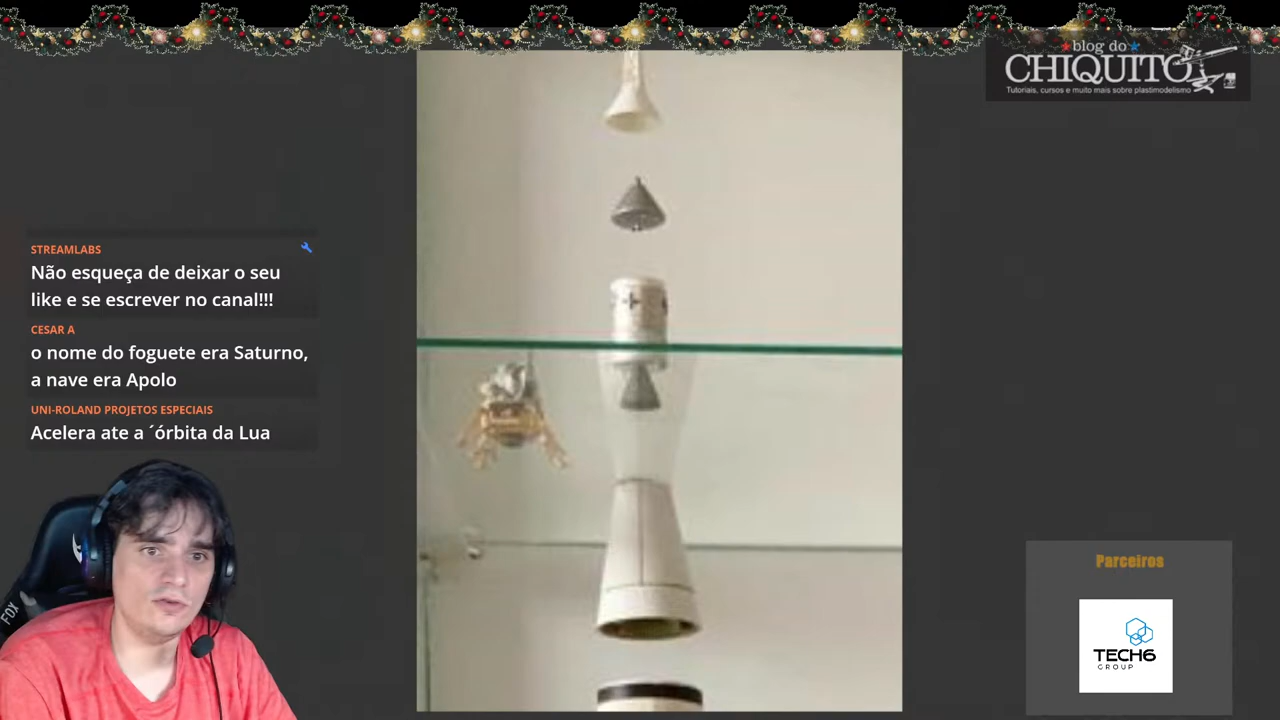 blog do
CHIQUITO
Tutoriais, cursos e muito mais sobre plastimodelismo
STREAMLABS
Não esqueça de deixar o seu
like e se escrever no canal!!!
CESAR A
o nome do foguete era Saturno,
a nave era Apolo
UNI-ROLAND PROJETOS ESPECIAIS
Acelera ate a ´órbita da Lua
FOX
Parceiros
TECH6
GROUP